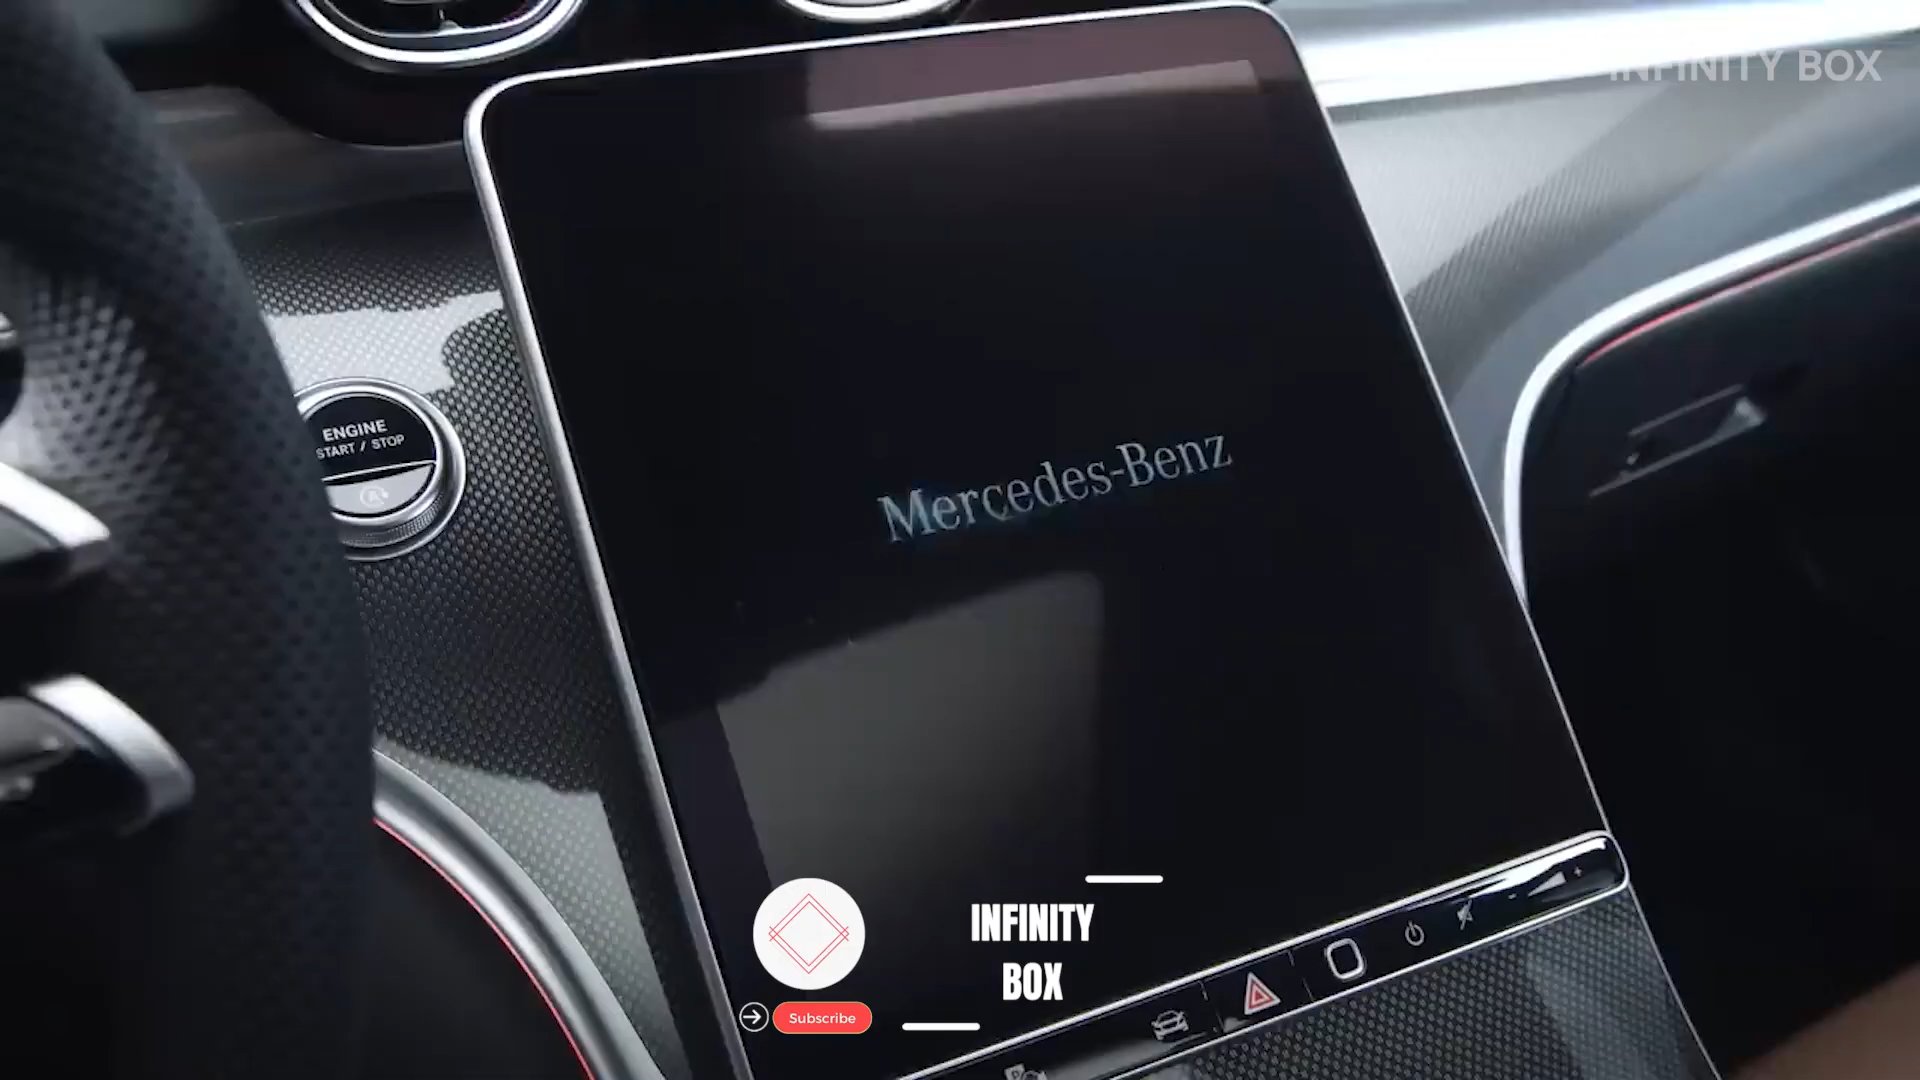 INFINITY BOX
ENGINE
START / STOP
A
Mercedes-Benz
INFINITY
BOX
Subscribe